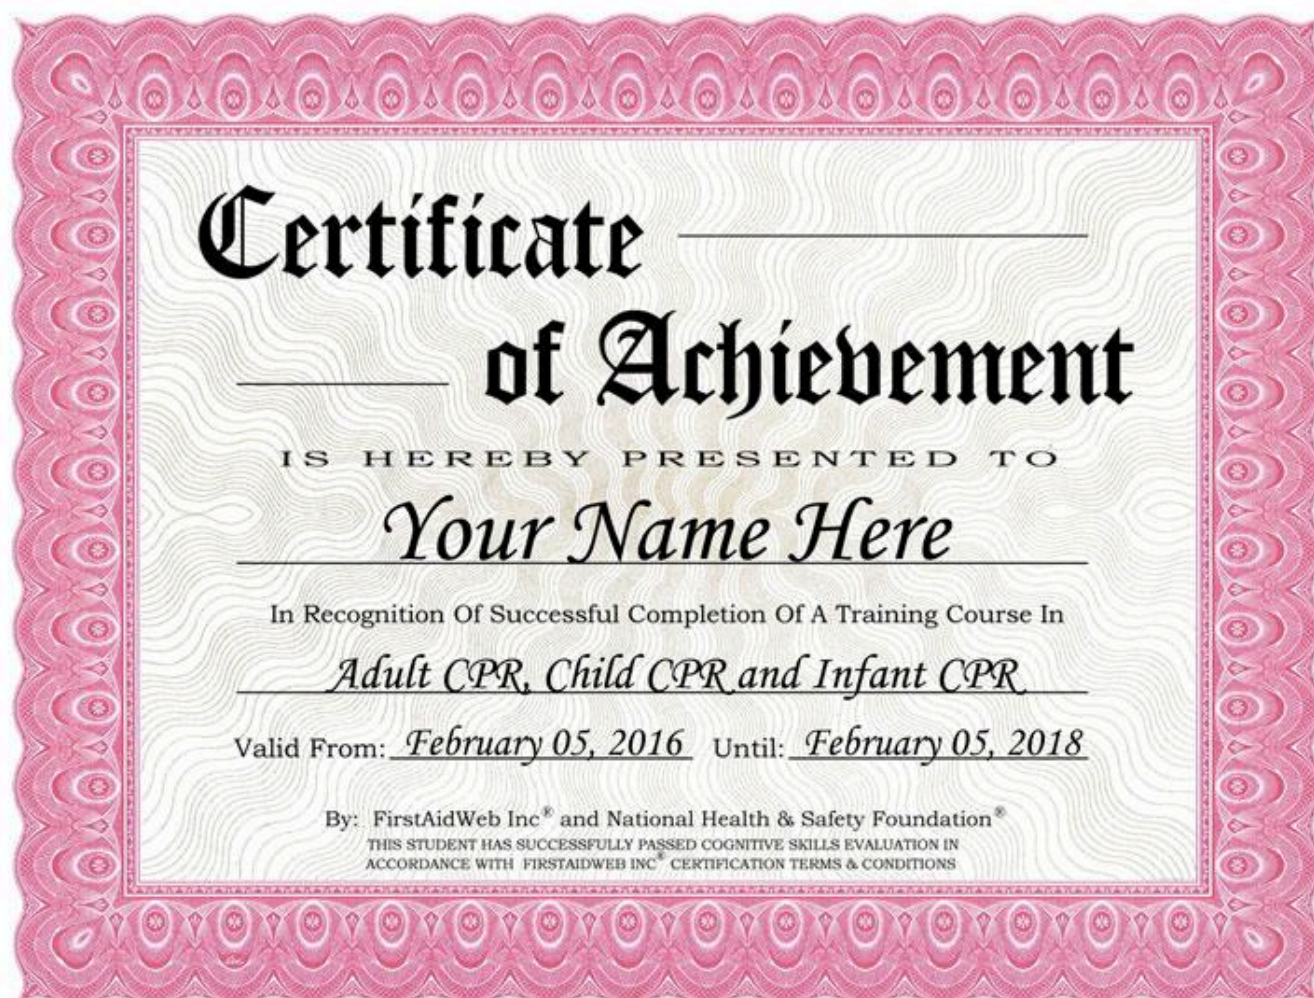 Certificate
of Achievement
IS HEREBY PRESENTED TO
Your Name Here
In Recognition Of Successful Completion Of A Training Course In
Adult CPR, Child CPR and Infant CPR
Valid From: February 05, 2016 Until: February 05, 2018
By: FirstAidWeb Inc® and National Health & Safety Foundation®
THIS STUDENT HAS SUCCESSFULLY PASSED COGNITIVE SKILLS EVALUATION IN
ACCORDANCE WITH FIRSTAIDWEB INC® CERTIFICATION TERMS & CONDITIONS